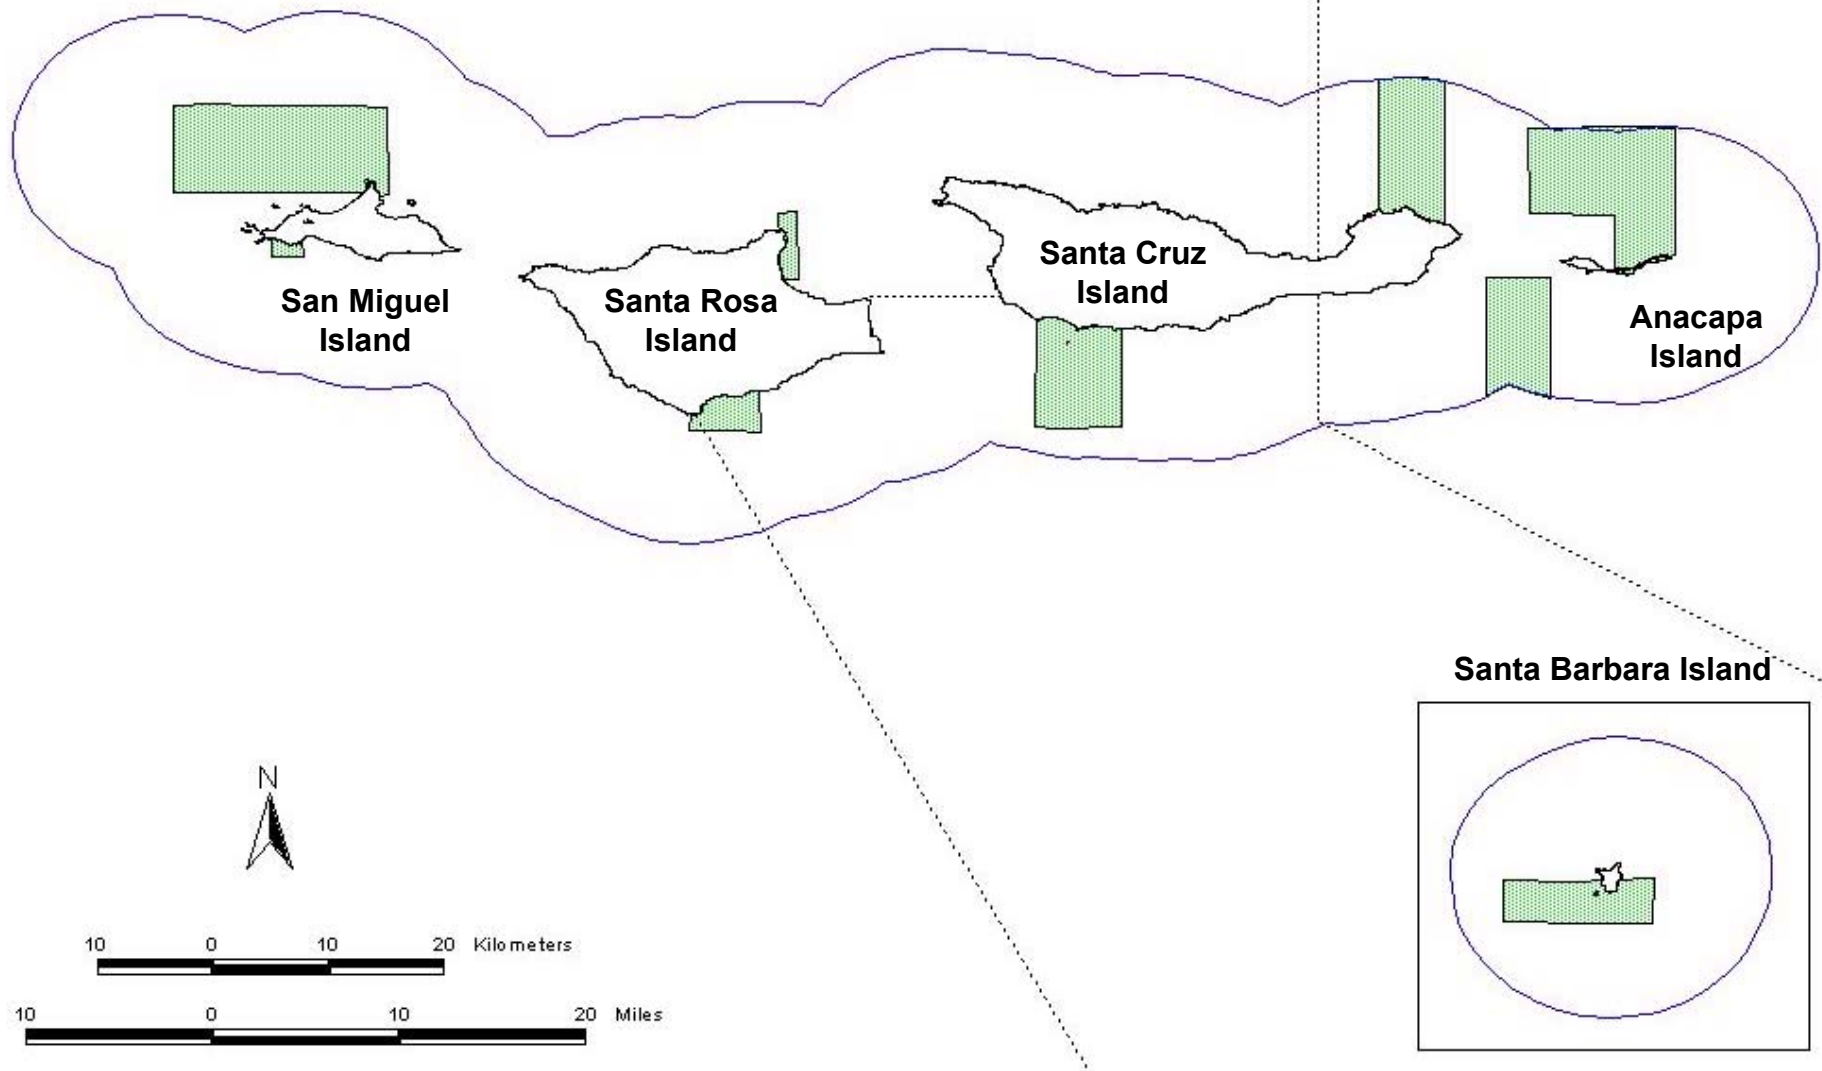 Santa Cruz
Island
San Miguel
Island
Santa Rosa
Island
Anacapa
Island
Santa Barbara Island
N
10 0 10 20 Kilometers
10 0 10 20 Miles